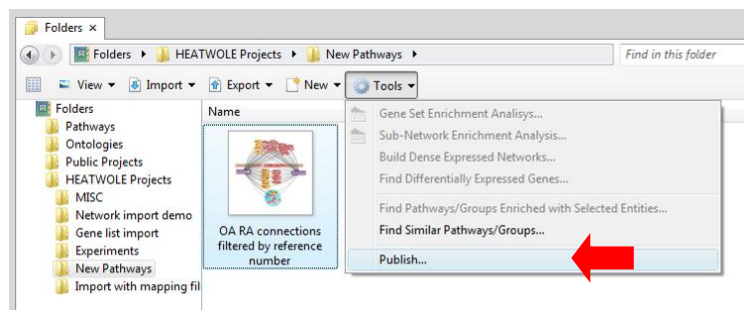 Folders ×
Folders ▸ HEATWOLE Projects ▸ New Pathways ▸
Find in this folder
View ▾ Import ▾ Export ▾ New ▾ Tools ▾
Folders
Pathways
Ontologies
Public Projects
HEATWOLE Projects
MISC
Network import demo
Gene list import
Experiments
New Pathways
Import with mapping fil
Name
OA RA connections
filtered by reference
number
Gene Set Enrichment Analisys...
Sub-Network Enrichment Analysis...
Build Dense Expressed Networks...
Find Differentially Expressed Genes...
Find Pathways/Groups Enriched with Selected Entities...
Find Similar Pathways/Groups...
Publish...